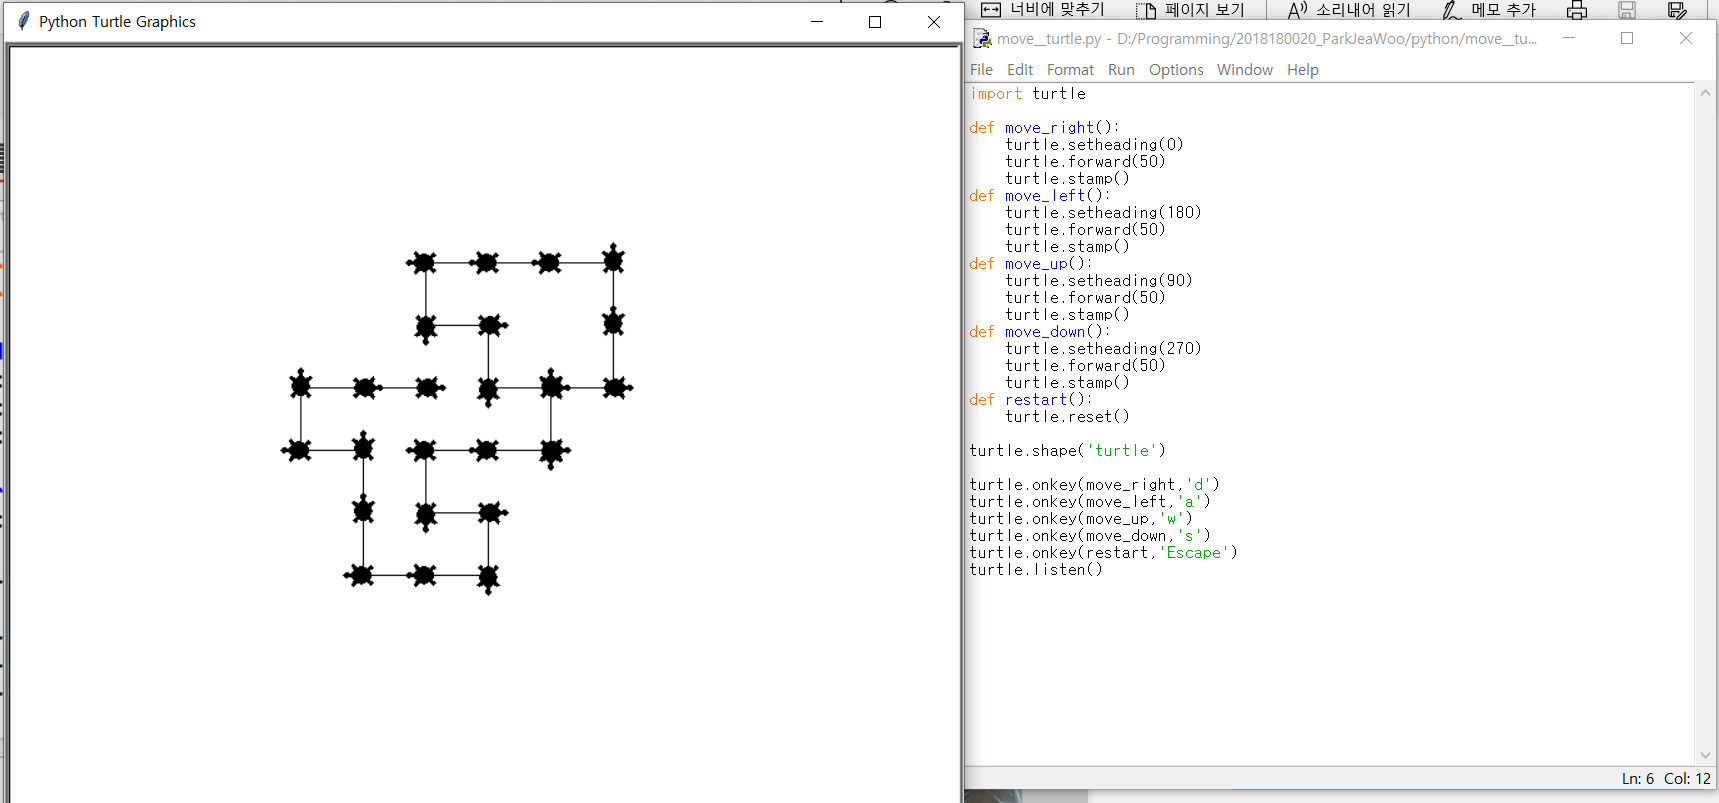 Python Turtle Graphics
너비에 맞추기 페이지 보기 소리내어 읽기 메모 추가
move_turtle.py - D:/Programming/2018180020_ParkJeaWoo/python/move_tu...
File Edit Format Run Options Window Help
import turtle
def move_right():
    turtle.setheading(0)
    turtle.forward(50)
    turtle.stamp()
def move_left():
    turtle.setheading(180)
    turtle.forward(50)
    turtle.stamp()
def move_up():
    turtle.setheading(90)
    turtle.forward(50)
    turtle.stamp()
def move_down():
    turtle.setheading(270)
    turtle.forward(50)
    turtle.stamp()
def restart():
    turtle.reset()
turtle.shape('turtle')
turtle.onkey(move_right,'d')
turtle.onkey(move_left,'a')
turtle.onkey(move_up,'w')
turtle.onkey(move_down,'s')
turtle.onkey(restart,'Escape')
turtle.listen()
Ln: 6 Col: 12